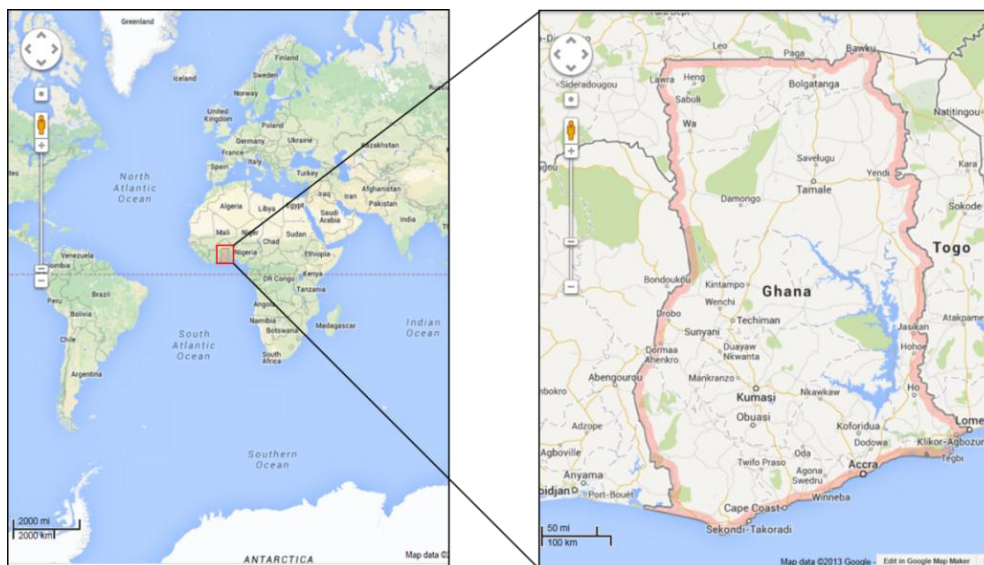 Greenland
Iceland
Finland
Sweden
Norway
Russia
United
Kingdom
Poland
Germany
Ukraine
France
Kazakhstan
Italy
Spain
Turkey
North
Atlantic
Ocean
Afghanistan
Iraq
Iran
Pakistan
Algeria
Libya
Egypt
Saudi
Arabia
India
Mali
Niger
Sudan
Chad
Nigeria
Ethiopia
Venezuela
Kenya
DR Congo
Tanzania
Peru
Brazil
Angola
Bolivia
Namibia
Madagascar
Botswana
Indian
Ocean
Chile
South
Atlantic
Ocean
South
Africa
Argentina
Southern
Ocean
2000 mi
2000 km
ANTARCTICA
Map data ©2
Leo
Paga
Bawku
Lawra
Heng
Bolgatanga
Sideradougou
Sabuli
Natitingou
Wa
Savelugu
Kara
Yendi
Tamale
Damongo
Sokode
Togo
Bondoukou
Kintampo
Ghana
Wenchi
Drobo
Techiman
Atakpame
Sunyani
Jasikan
Duayaw
Nkwanta
Hohoe
Dormaa
Ahenkro
Abengourou
Mankranzo
Nkawkaw
Ho
Kumasi
Obuasi
Koforidua
Lome
Adzope
Dodowa
Klikor-Agbozur
Agboville
Twifo Praso
Oda
Tegbi
Agona
Swedru
Accra
Anyama
bidjan
Port-Bouet
Winneba
Cape Coast
Sekondi-Takoradi
50 mi
100 km
Map data ©2013 Google -
Edit in Google Map Maker